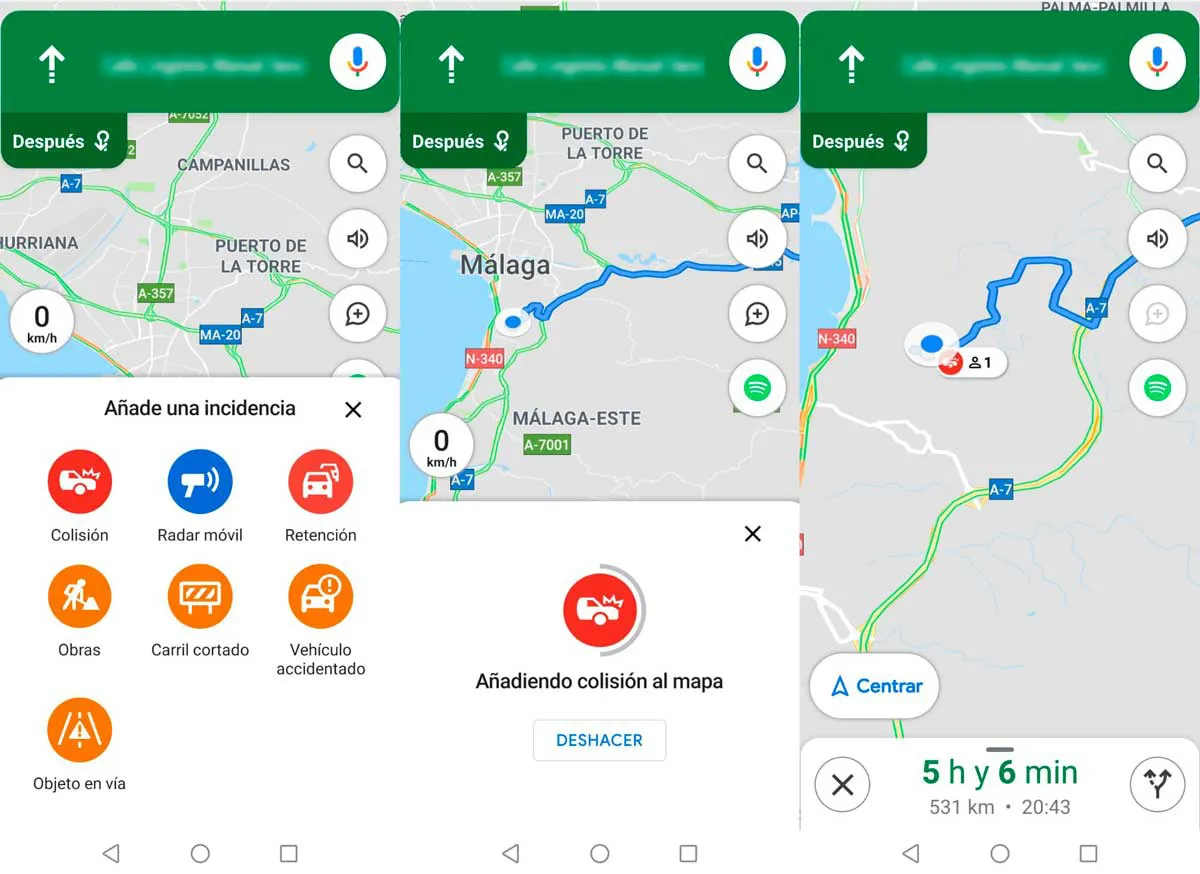 Después
A-7052
2
CAMPANILLAS
A-7
HURRIANA
PUERTO DE
LA TORRE
A-357
A-7
MA-20
0
km/h
Añade una incidencia
Colisión
Radar móvil
Retención
Obras
Carril cortado
Vehículo
accidentado
Objeto en vía
Después
PUERTO DE
LA TORRE
A-357
A-7
MA-20
AP-
Málaga
N-340
MÁLAGA-ESTE
A-7001
0
km/h
A-7
Añadiendo colisión al mapa
DESHACER
PALMA-PALMILLA
Después
A-7
N-340
1
A-7
Centrar
5 h y 6 min
531 km • 20:43